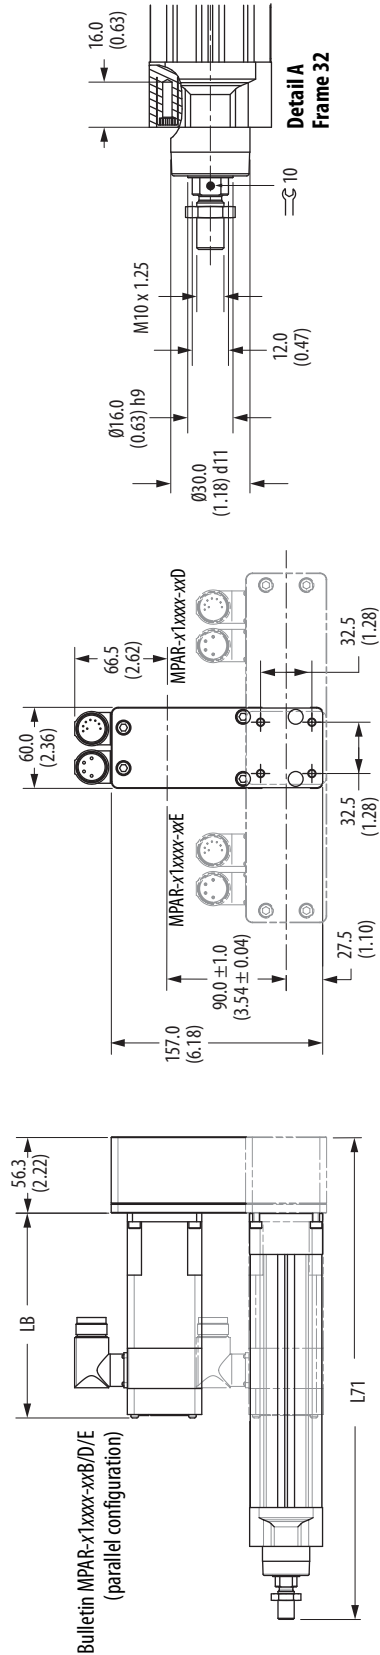 Bulletin MPAR-x1xxxx-xxB/D/E
(parallel configuration)
LB
56.3
(2.22)
L71
157.0
(6.18)
90.0 ±1.0
(3.54 ± 0.04)
27.5
(1.10)
MPAR-x1xxxx-xxE
60.0
(2.36)
66.5
(2.62)
MPAR-x1xxxx-xxD
32.5
(1.28)
32.5
(1.28)
Ø30.0
(1.18) d11
Ø16.0
(0.63) h9
M10 x 1.25
12.0
(0.47)
10
16.0
(0.63)
Detail A
Frame 32